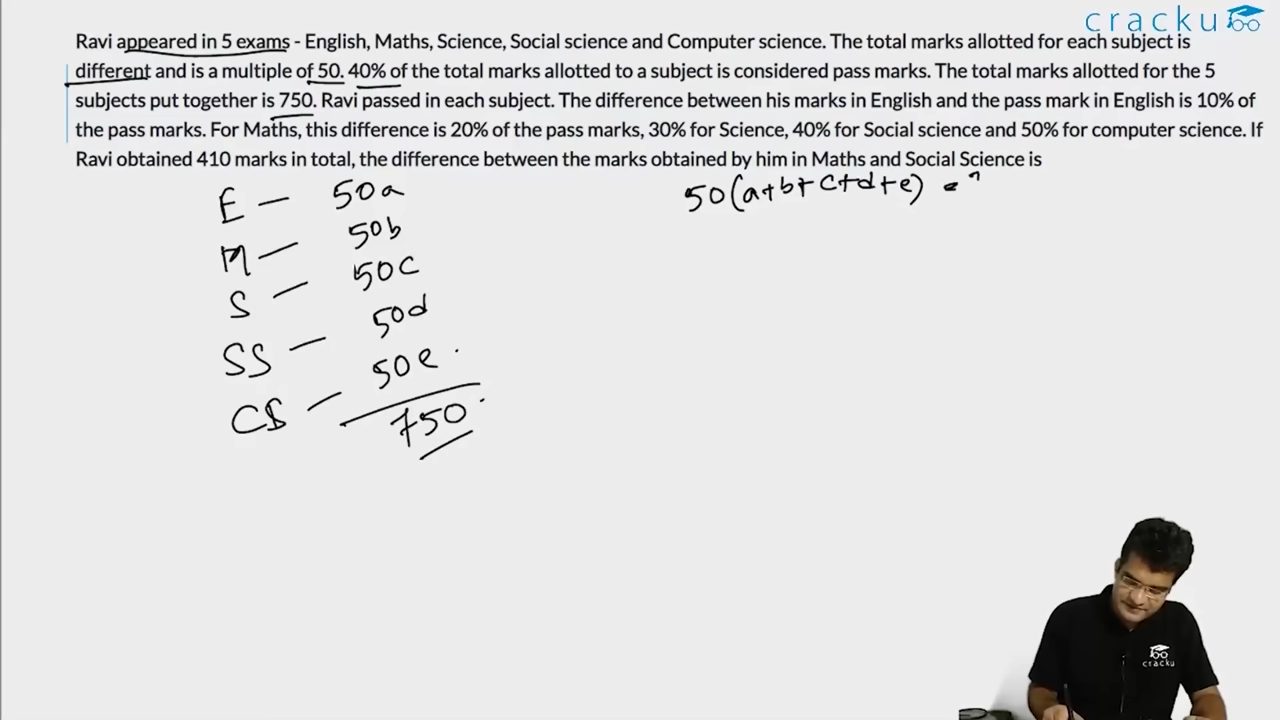 cracku
Ravi appeared in 5 exams - English, Maths, Science, Social science and Computer science. The total marks allotted for each subject is
different and is a multiple of 50. 40% of the total marks allotted to a subject is considered pass marks. The total marks allotted for the 5
subjects put together is 750. Ravi passed in each subject. The difference between his marks in English and the pass mark in English is 10% of
the pass marks. For Maths, this difference is 20% of the pass marks, 30% for Science, 40% for Social science and 50% for computer science. If
Ravi obtained 410 marks in total, the difference between the marks obtained by him in Maths and Social Science is
50(a+b+c+d+e) =
E — 50a
M — 50b
S — 50c
SS — 50d
CS — 50e
750
cracku